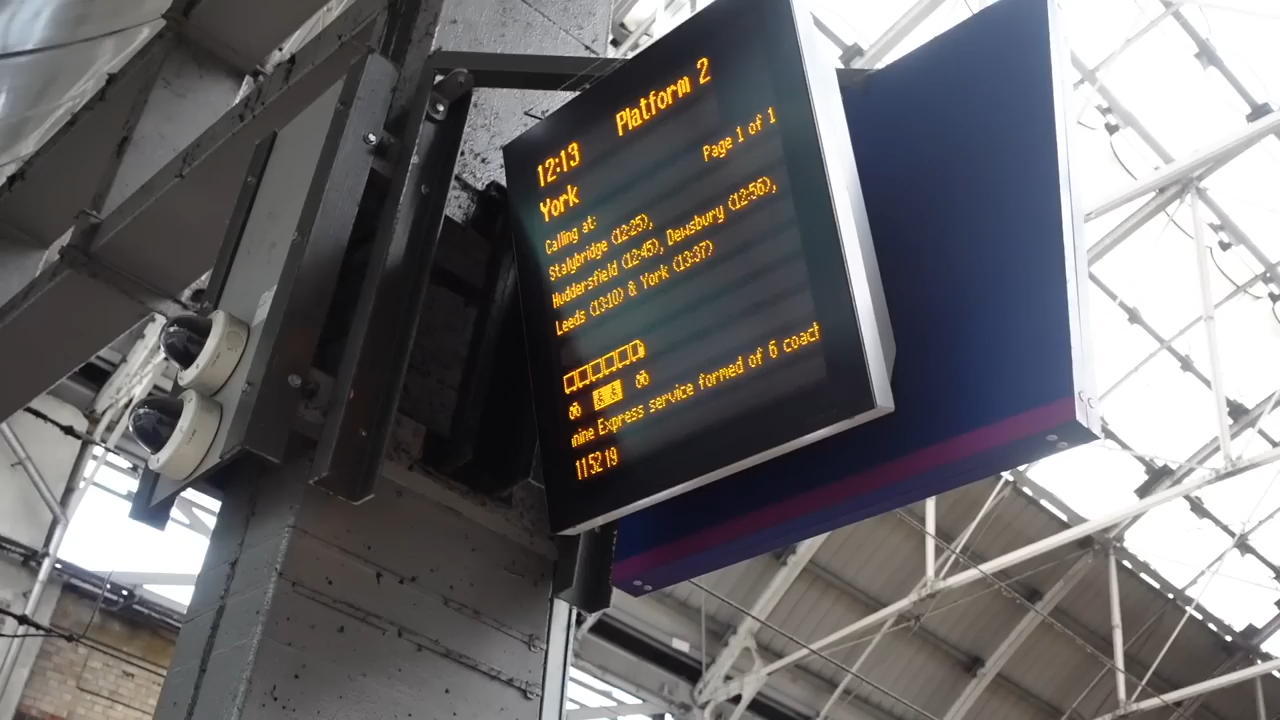 Platform 2
12:13
Page 1 of 1
York
Calling at:
Stalybridge (12:25),
Huddersfield (12:45), Dewsbury (12:56),
Leeds (13:10) & York (13:37)
nine Express service formed of 6 coach
11 52 19